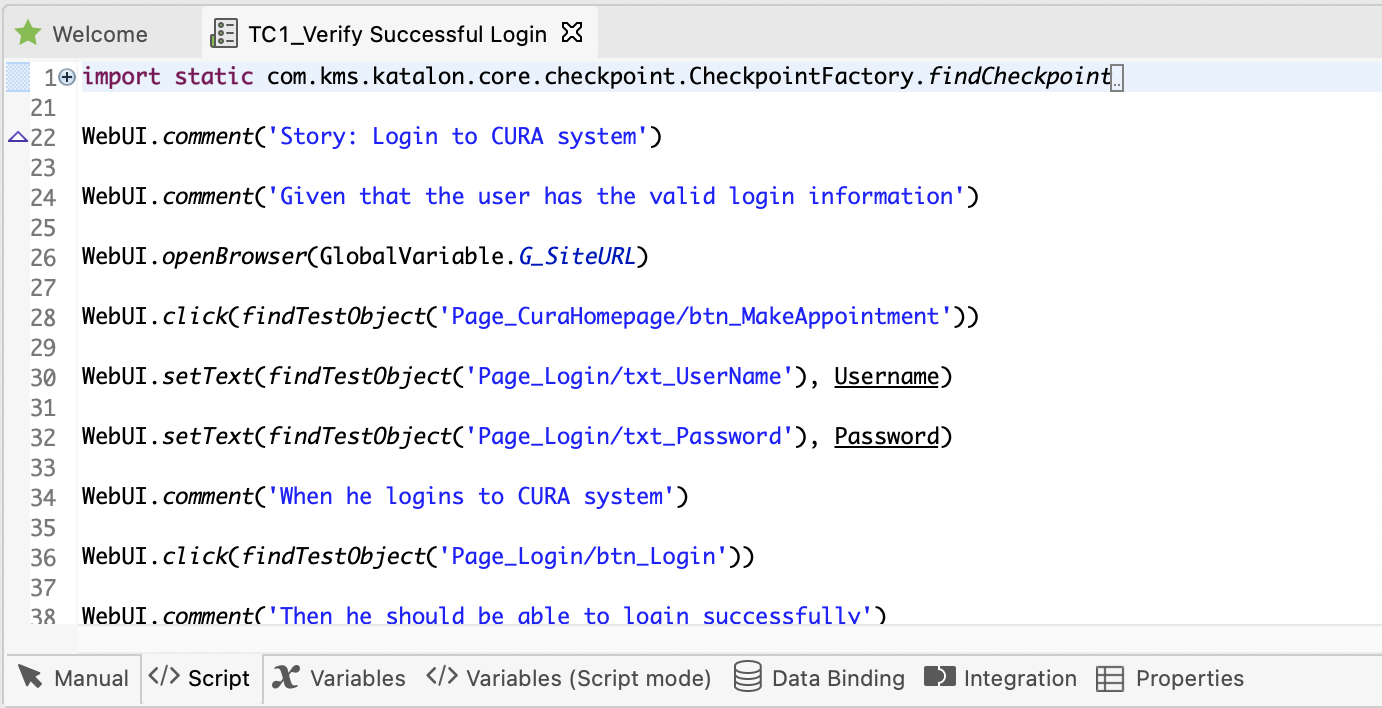 Welcome TC1_Verify Successful Login
1 import static com.kms.katalon.core.checkpoint.CheckpointFactory.findCheckpoint..
21
22 WebUI.comment('Story: Login to CURA system')
23
24 WebUI.comment('Given that the user has the valid login information')
25
26 WebUI.openBrowser(GlobalVariable.G_SiteURL)
27
28 WebUI.click(findTestObject('Page_CuraHomepage/btn_MakeAppointment'))
29
30 WebUI.setText(findTestObject('Page_Login/txt_UserName'), Username)
31
32 WebUI.setText(findTestObject('Page_Login/txt_Password'), Password)
33
34 WebUI.comment('When he logins to CURA system')
35
36 WebUI.click(findTestObject('Page_Login/btn_Login'))
37
38 WebUI.comment('Then he should be able to login successfully')
Manual </> Script Variables </> Variables (Script mode) Data Binding Integration Properties